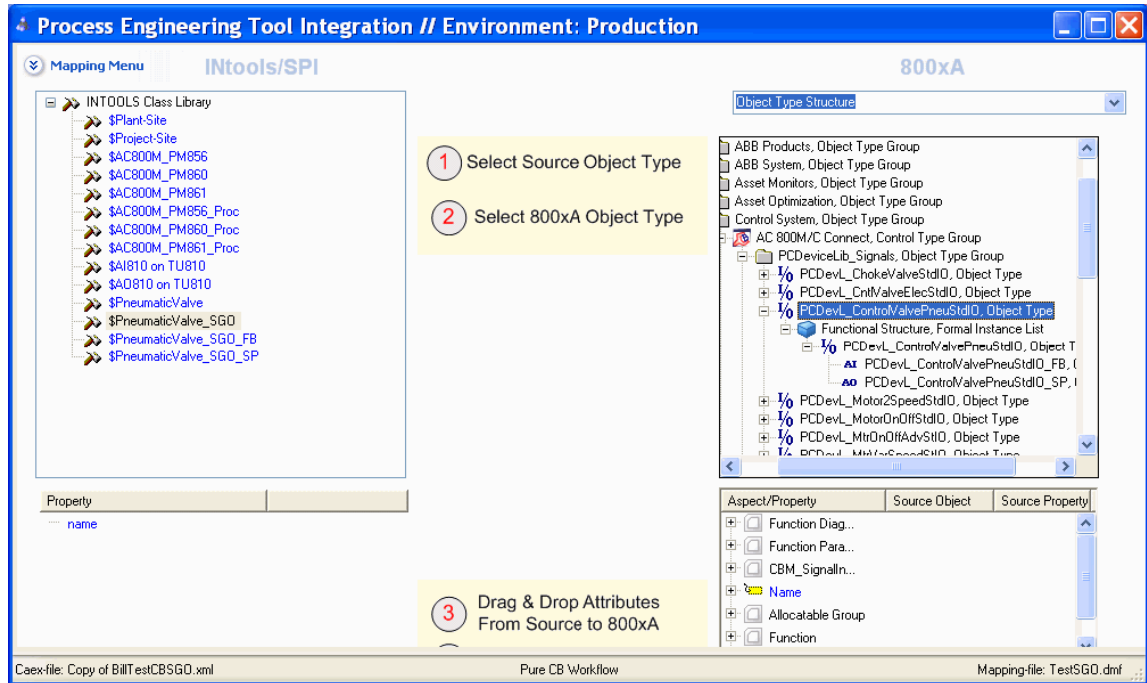 Process Engineering Tool Integration // Environment: Production
Mapping Menu
INtools/SPI
800xA
INTOOLS Class Library
$Plant-Site
$Project-Site
$AC800M_PM856
$AC800M_PM860
$AC800M_PM861
$AC800M_PM856_Proc
$AC800M_PM860_Proc
$AC800M_PM861_Proc
$AI810 on TU810
$AO810 on TU810
$PneumaticValve
$PneumaticValve_SGO
$PneumaticValve_SGO_FB
$PneumaticValve_SGO_SP
1 Select Source Object Type
2 Select 800xA Object Type
Object Type Structure
ABB Products, Object Type Group
ABB System, Object Type Group
Asset Monitors, Object Type Group
Asset Optimization, Object Type Group
Control System, Object Type Group
AC 800M/C Connect, Control Type Group
PCDeviceLib_Signals, Object Type Group
I/O PCDevL_ChokeValveStdIO, Object Type
I/O PCDevL_CntlValveElecStdIO, Object Type
I/O PCDevL_ControlValvePneuStdIO, Object Type
Functional Structure, Formal Instance List
I/O PCDevL_ControlValvePneuStdIO, Object T
AI PCDevL_ControlValvePneuStdIO_FB, (
AO PCDevL_ControlValvePneuStdIO_SP,
I/O PCDevL_Motor2SpeedStdIO, Object Type
I/O PCDevL_MotorOnOffStdIO, Object Type
I/O PCDevL_MtrOnOffAdvStIO, Object Type
I/O PCDevL_MtrVarSpeedStIO, Object Type
Property
name
3 Drag & Drop Attributes
From Source to 800xA
Aspect/Property Source Object Source Property
Function Diag...
Function Para...
CBM_SignalIn...
Name
Allocatable Group
Function
Caex-file: Copy of BillTestCBSGO.xml
Pure CB Workflow
Mapping-file: TestSGO.dmf